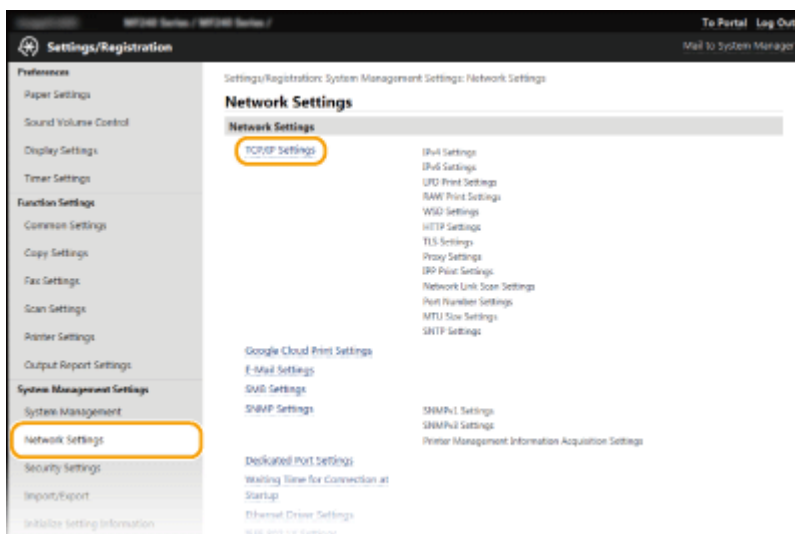 MF240 Series / MF240 Series /
To Portal Log Out
Settings/Registration
Mail to System Manager
Preferences
Paper Settings
Sound Volume Control
Display Settings
Timer Settings
Function Settings
Common Settings
Copy Settings
Fax Settings
Scan Settings
Printer Settings
Output Report Settings
System Management Settings
System Management
Network Settings
Security Settings
Import/Export
Initialize Setting Information
Settings/Registration: System Management Settings: Network Settings
Network Settings
Network Settings
TCP/IP Settings
IPv4 Settings
IPv6 Settings
LPD Print Settings
RAW Print Settings
WSD Settings
HTTP Settings
TLS Settings
Proxy Settings
IPP Print Settings
Network Link Scan Settings
Port Number Settings
MTU Size Settings
SNTP Settings
Google Cloud Print Settings
E-Mail Settings
SMB Settings
SNMP Settings
SNMPv1 Settings
SNMPv3 Settings
Printer Management Information Acquisition Settings
Dedicated Port Settings
Waiting Time for Connection at
Startup
Ethernet Driver Settings